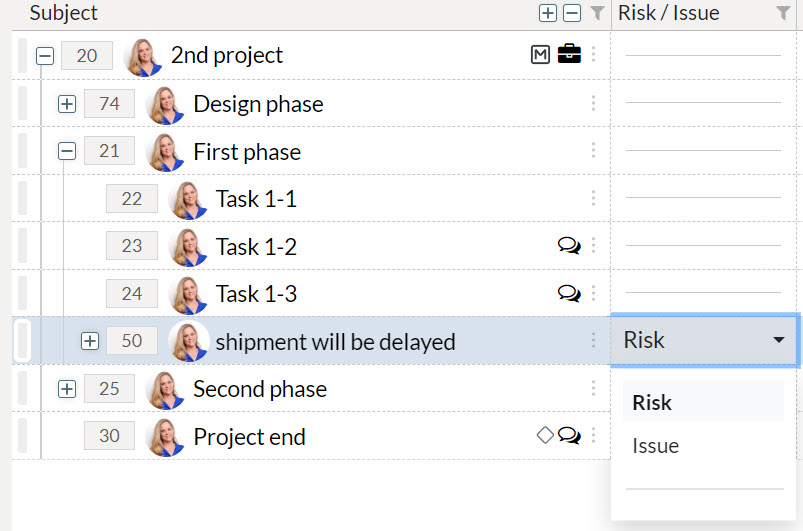 Subject Risk / Issue
20 2nd project M
74 Design phase
21 First phase
22 Task 1-1
23 Task 1-2
24 Task 1-3
50 shipment will be delayed Risk
25 Second phase
Risk
30 Project end
Issue